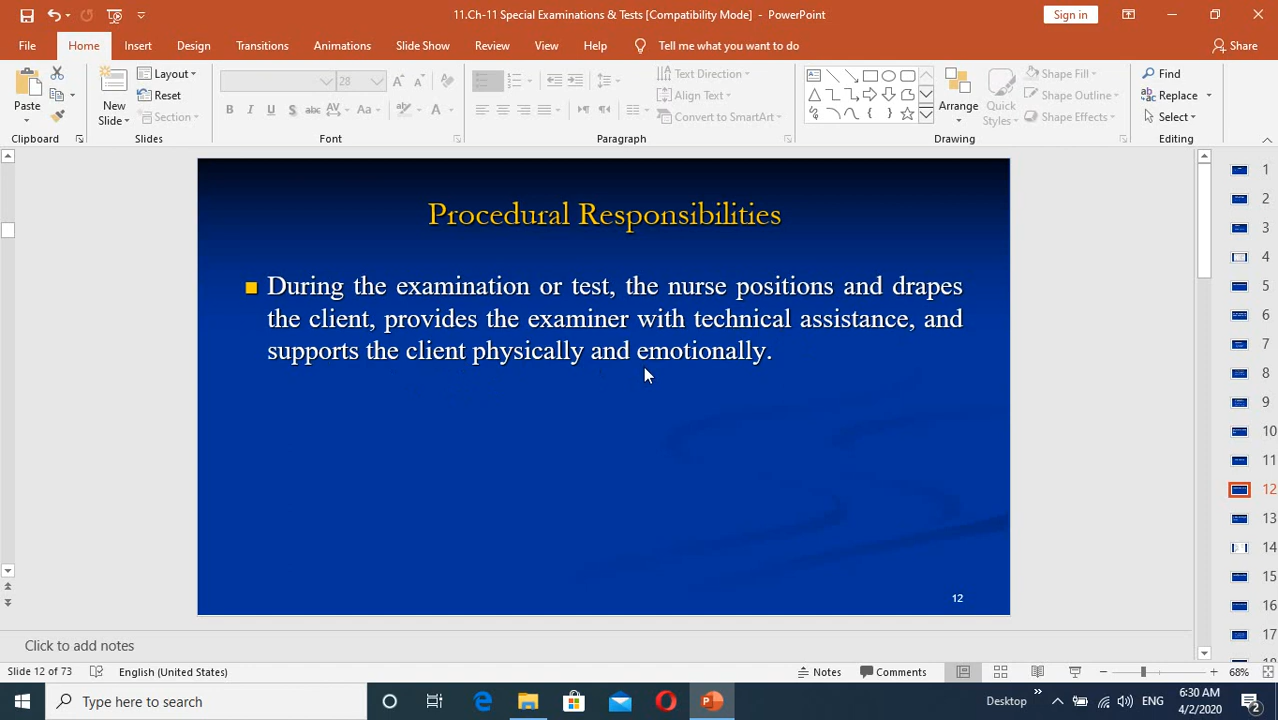 11.Ch-11 Special Examinations & Tests [Compatibility Mode] - PowerPoint
Sign in
File Home Insert Design Transitions Animations Slide Show Review View Help Tell me what you want to do Share
Paste
New Slide
Layout
Reset
Section
28
B I U S abc AV Aa A
Text Direction
Align Text
Convert to SmartArt
Arrange
Quick Styles
Shape Fill
Shape Outline
Shape Effects
Find
Replace
Select
Clipboard Slides Font Paragraph Drawing Editing
Procedural Responsibilities
During the examination or test, the nurse positions and drapes
the client, provides the examiner with technical assistance, and
supports the client physically and emotionally.
12
1
2
3
4
5
6
7
8
9
10
11
12
13
14
15
16
17
Click to add notes
Slide 12 of 73 English (United States) Notes Comments 68%
Type here to search
Desktop ENG
6:30 AM
4/2/2020
2